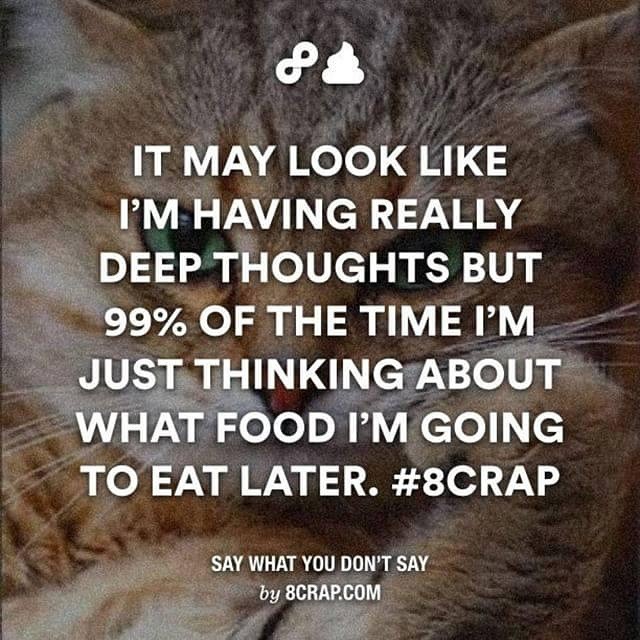 IT MAY LOOK LIKE
I'M HAVING REALLY
DEEP THOUGHTS BUT
99% OF THE TIME I'M
JUST THINKING ABOUT
WHAT FOOD I'M GOING
TO EAT LATER. #8CRAP
SAY WHAT YOU DON'T SAY
by 8CRAP.COM